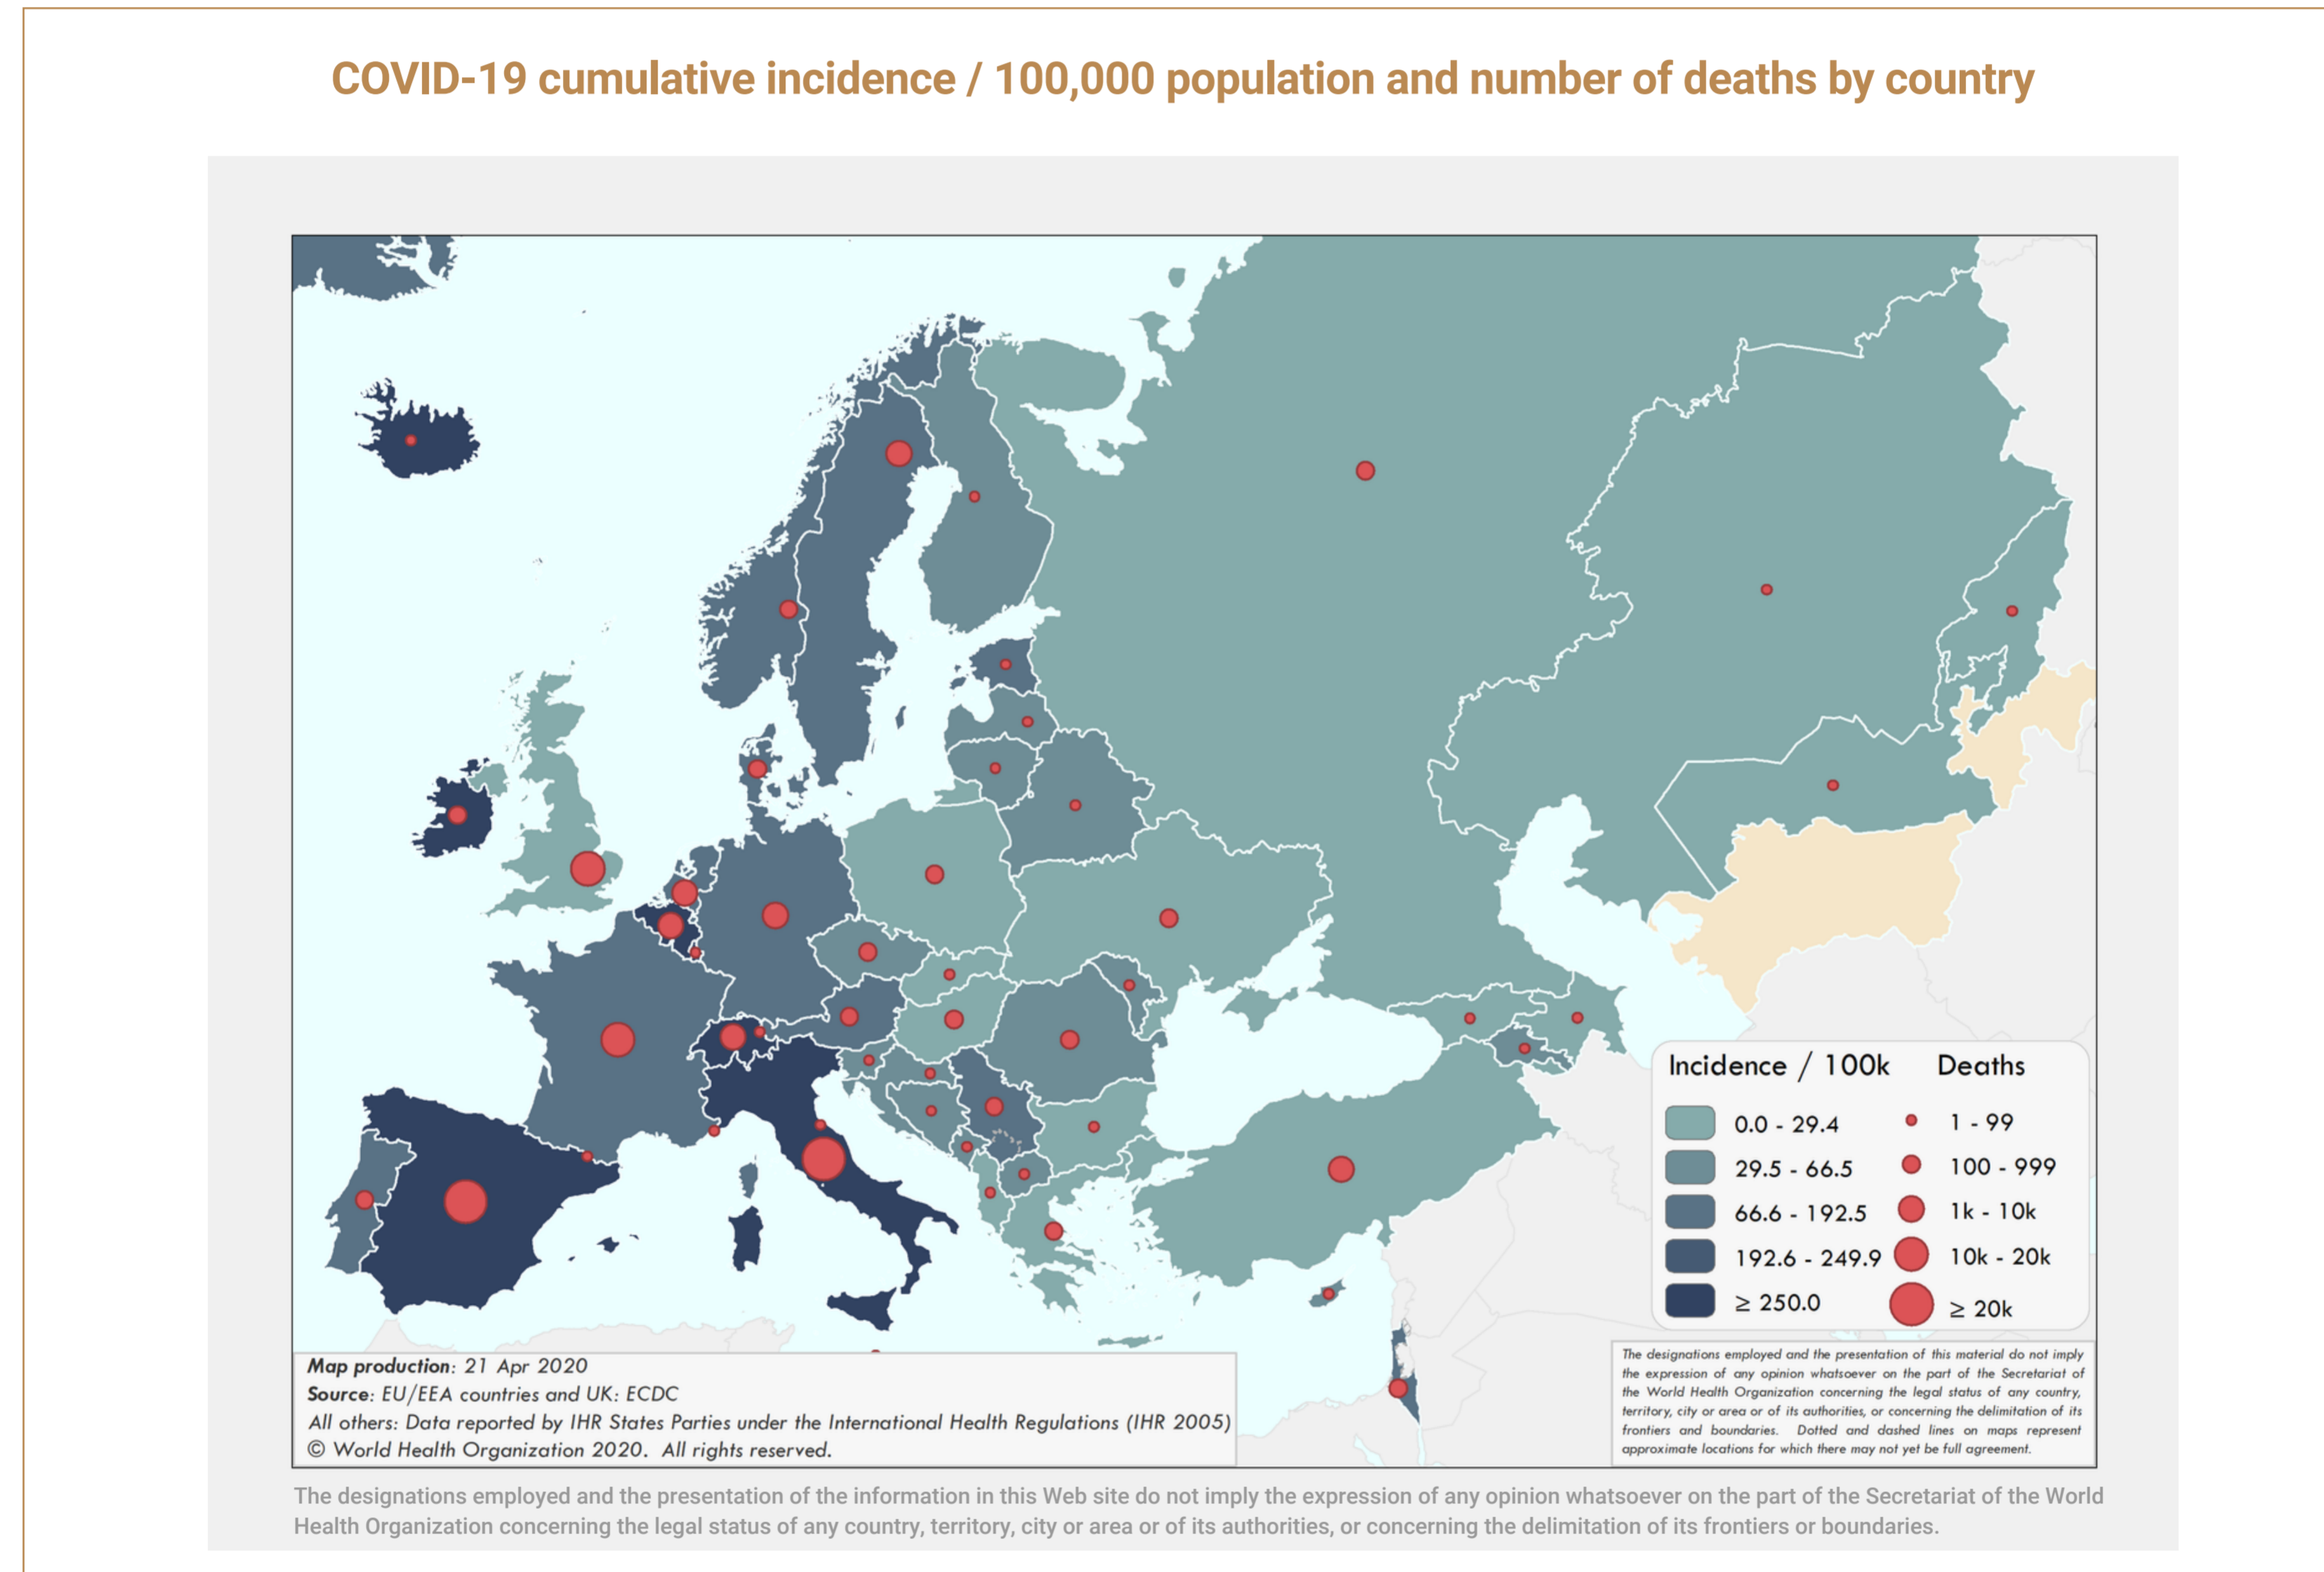 COVID-19 cumulative incidence / 100,000 population and number of deaths by country
Incidence / 100k Deaths
0.0 - 29.4 1 - 99
29.5 - 66.5 100 - 999
66.6 - 192.5 1k - 10k
192.6 - 249.9 10k - 20k
≥ 250.0 ≥ 20k
Map production: 21 Apr 2020
Source: EU/EEA countries and UK: ECDC
All others: Data reported by IHR States Parties under the International Health Regulations (IHR 2005)
© World Health Organization 2020. All rights reserved.
The designations employed and the presentation of this material do not imply
the expression of any opinion whatsoever on the part of the Secretariat of
the World Health Organization concerning the legal status of any country,
territory, city or area or of its authorities, or concerning the delimitation of its
frontiers or boundaries. Dotted and dashed lines on maps represent
approximate locations for which there may not yet be full agreement.
The designations employed and the presentation of the information in this Web site do not imply the expression of any opinion whatsoever on the part of the Secretariat of the World
Health Organization concerning the legal status of any country, territory, city or area or of its authorities, or concerning the delimitation of its frontiers or boundaries.